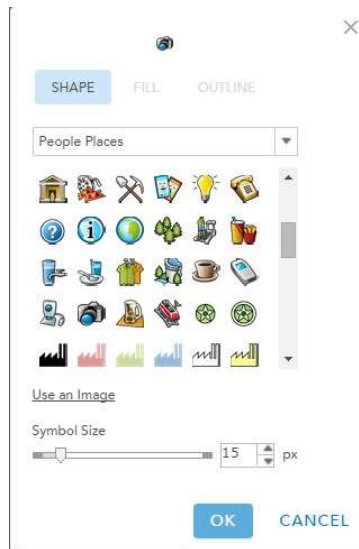 SHAPE FILL OUTLINE
People Places
Use an Image
Symbol Size
15 px
OK CANCEL